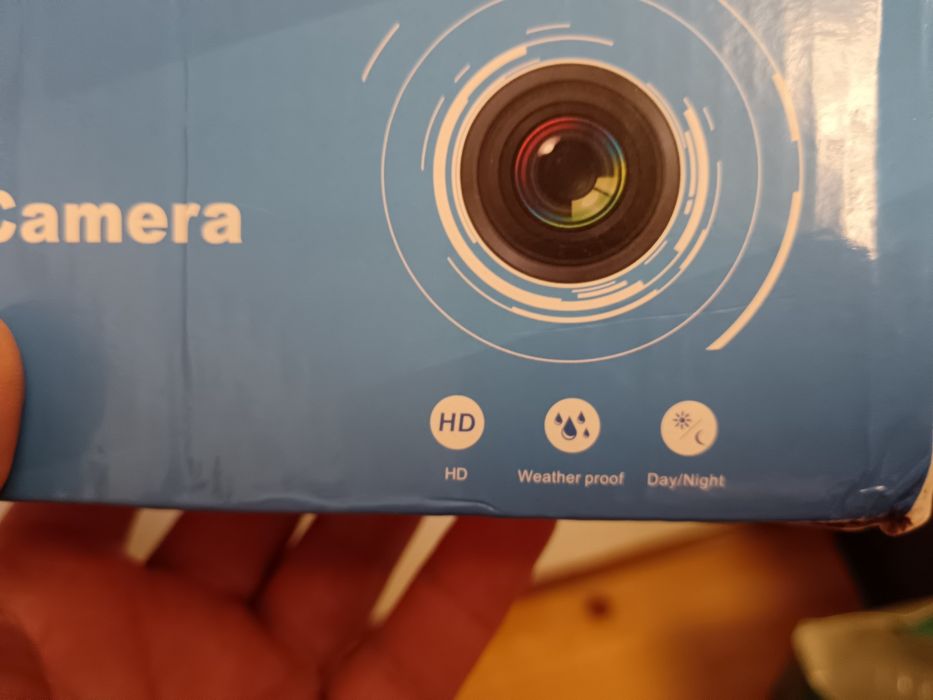 Camera
HD
HD
Weather proof
Day/Night